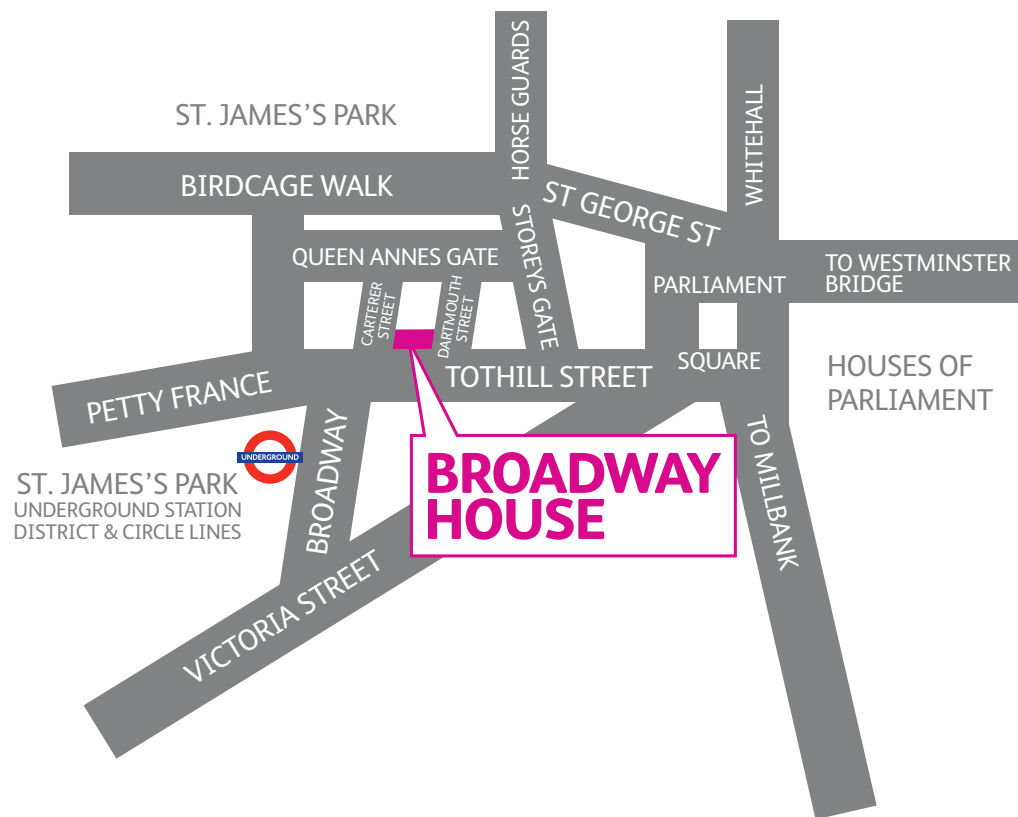 HORSE GUARDS
WHITEHALL
ST. JAMES’S PARK
BIRDCAGE WALK
ST GEORGE ST
STOREYS GATE
QUEEN ANNES GATE
TO WESTMINSTER
BRIDGE
PARLIAMENT
CARTERER
STREET
DARTMOUTH
STREET
SQUARE
HOUSES OF
PARLIAMENT
TOTHILL STREET
PETTY FRANCE
UNDERGROUND
ST. JAMES’S PARK
UNDERGROUND STATION
DISTRICT & CIRCLE LINES
BROADWAY
BROADWAY
HOUSE
TO MILLBANK
VICTORIA STREET